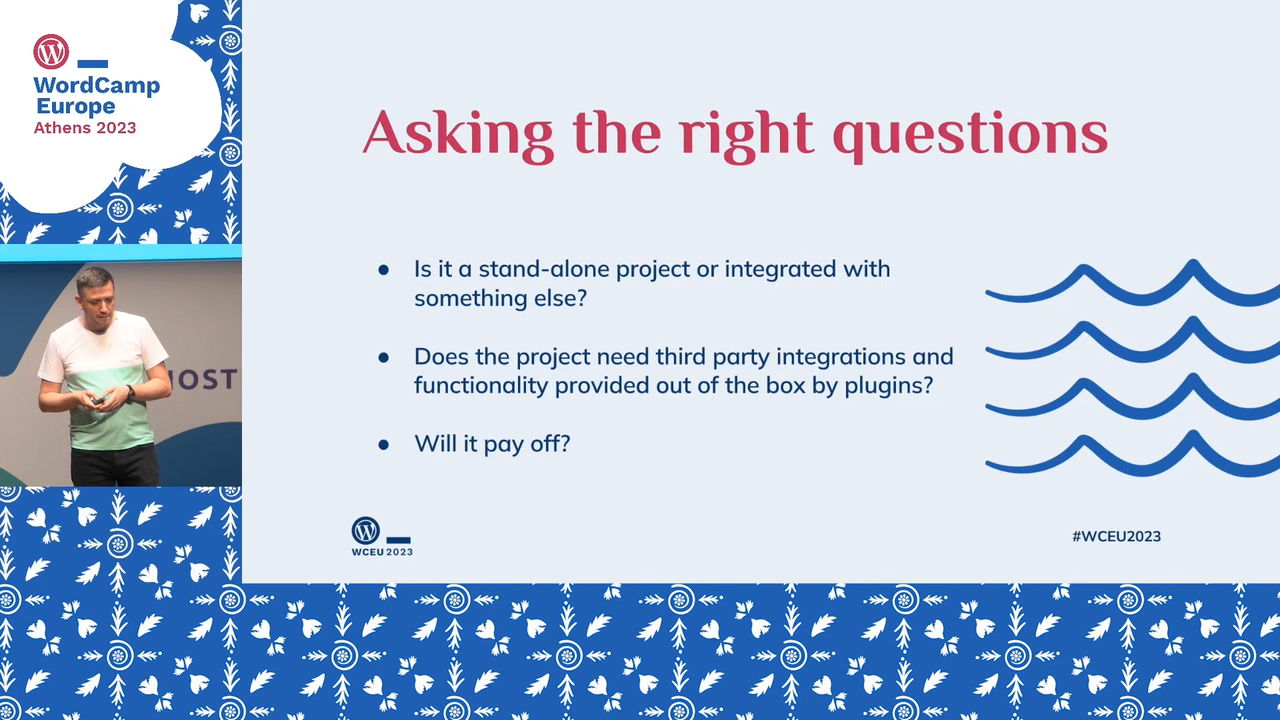 WordCamp
Europe
Athens 2023
Asking the right questions
● Is it a stand-alone project or integrated with
something else?
● Does the project need third party integrations and
functionality provided out of the box by plugins?
● Will it pay off?
WCEU 2023
#WCEU2023